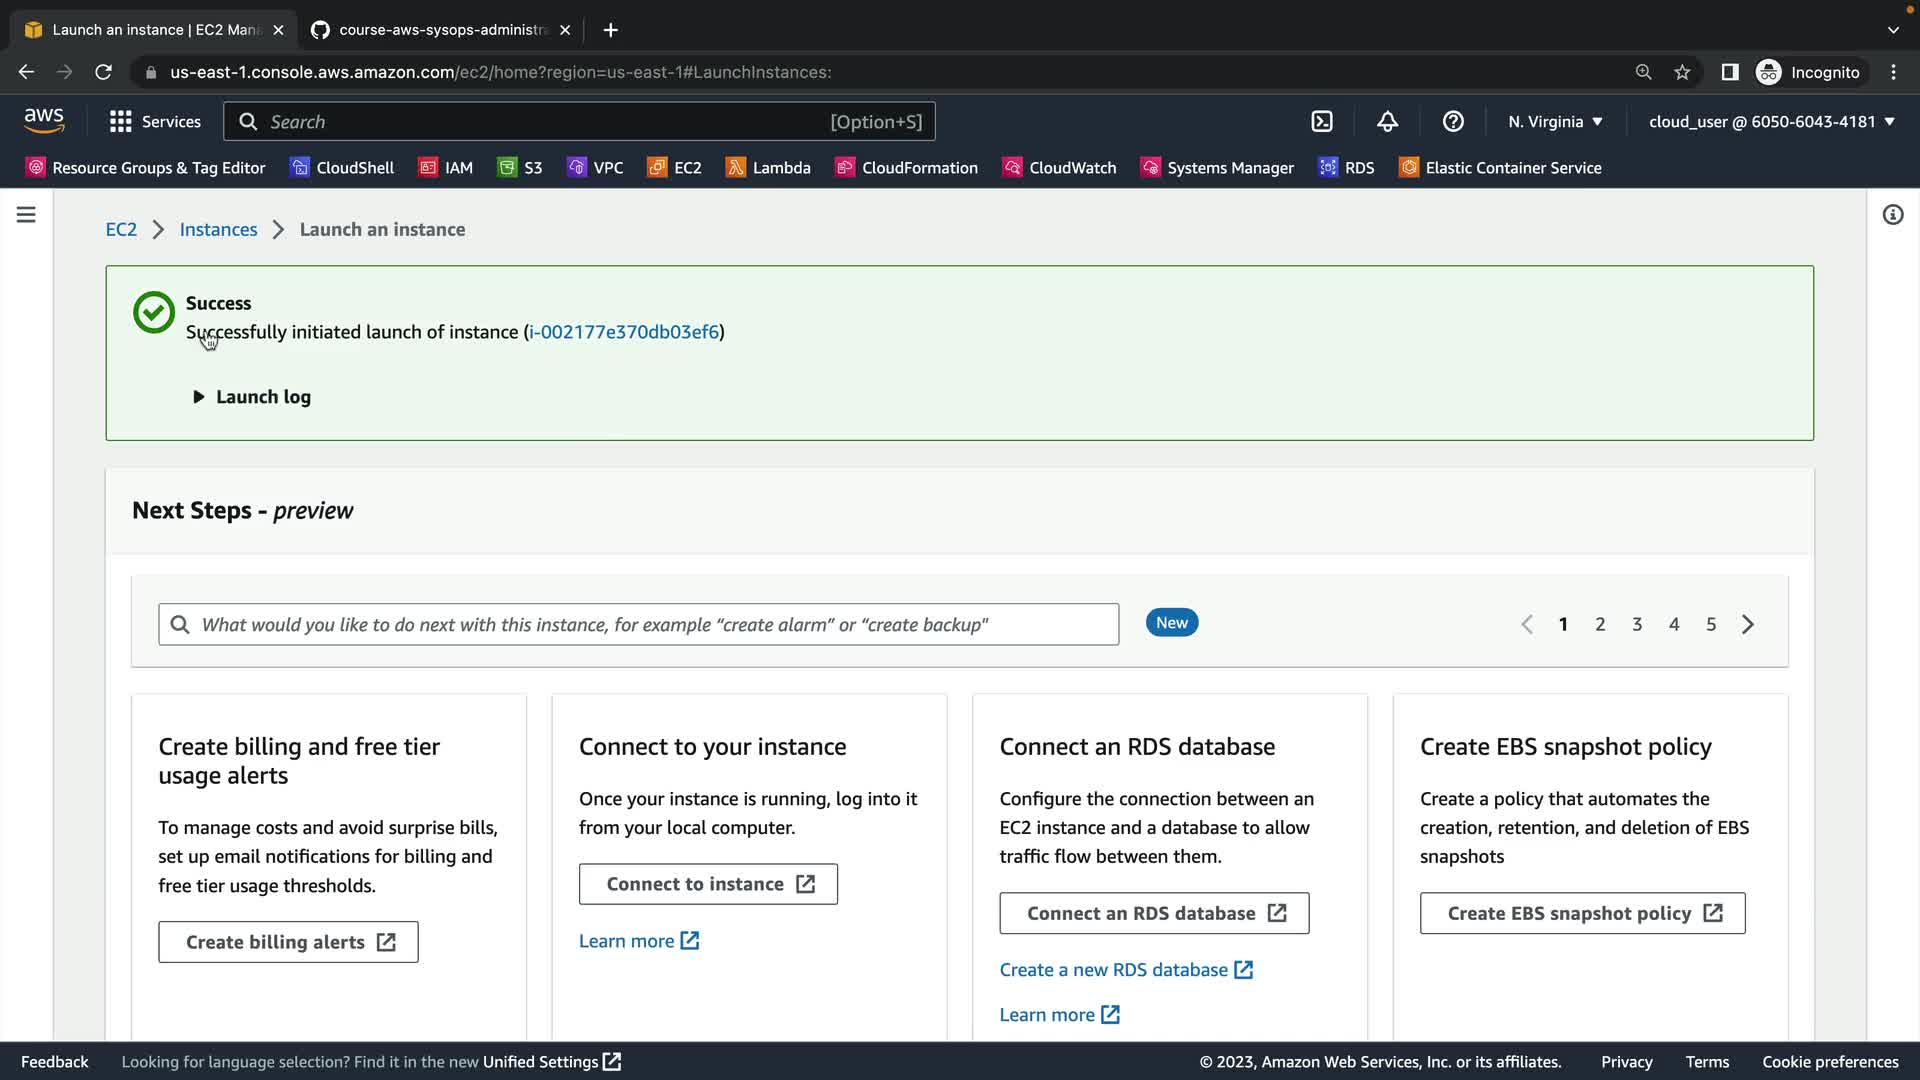 Launch an instance | EC2 Mana
course-aws-sysops-administra
us-east-1.console.aws.amazon.com/ec2/home?region=us-east-1#LaunchInstances:
Incognito
aws
Services
Search
[Option+S]
N. Virginia
cloud_user @ 6050-6043-4181
Resource Groups & Tag Editor
CloudShell
IAM
S3
VPC
EC2
Lambda
CloudFormation
CloudWatch
Systems Manager
RDS
Elastic Container Service
EC2
Instances
Launch an instance
Success
Successfully initiated launch of instance (i-002177e370db03ef6)
Launch log
Next Steps - preview
What would you like to do next with this instance, for example “create alarm” or “create backup”
New
1 2 3 4 5
Create billing and free tier
usage alerts
To manage costs and avoid surprise bills,
set up email notifications for billing and
free tier usage thresholds.
Create billing alerts
Connect to your instance
Once your instance is running, log into it
from your local computer.
Connect to instance
Learn more
Connect an RDS database
Configure the connection between an
EC2 instance and a database to allow
traffic flow between them.
Connect an RDS database
Create a new RDS database
Learn more
Create EBS snapshot policy
Create a policy that automates the
creation, retention, and deletion of EBS
snapshots
Create EBS snapshot policy
Feedback
Looking for language selection? Find it in the new Unified Settings
© 2023, Amazon Web Services, Inc. or its affiliates.
Privacy
Terms
Cookie preferences